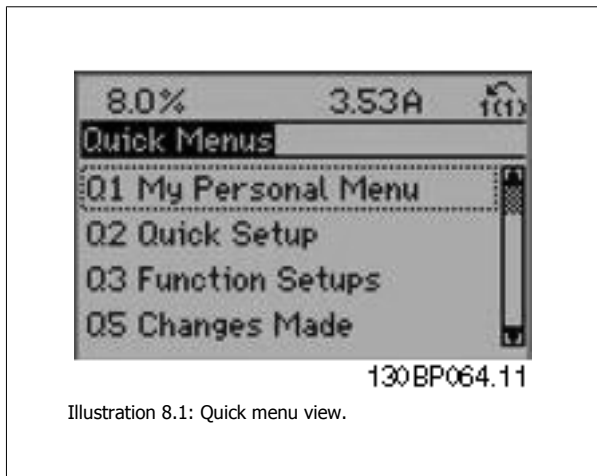 8.0% 3.53A 1(1)
Quick Menus
Q1 My Personal Menu
Q2 Quick Setup
Q3 Function Setups
Q5 Changes Made
130BP064.11
Illustration 8.1: Quick menu view.